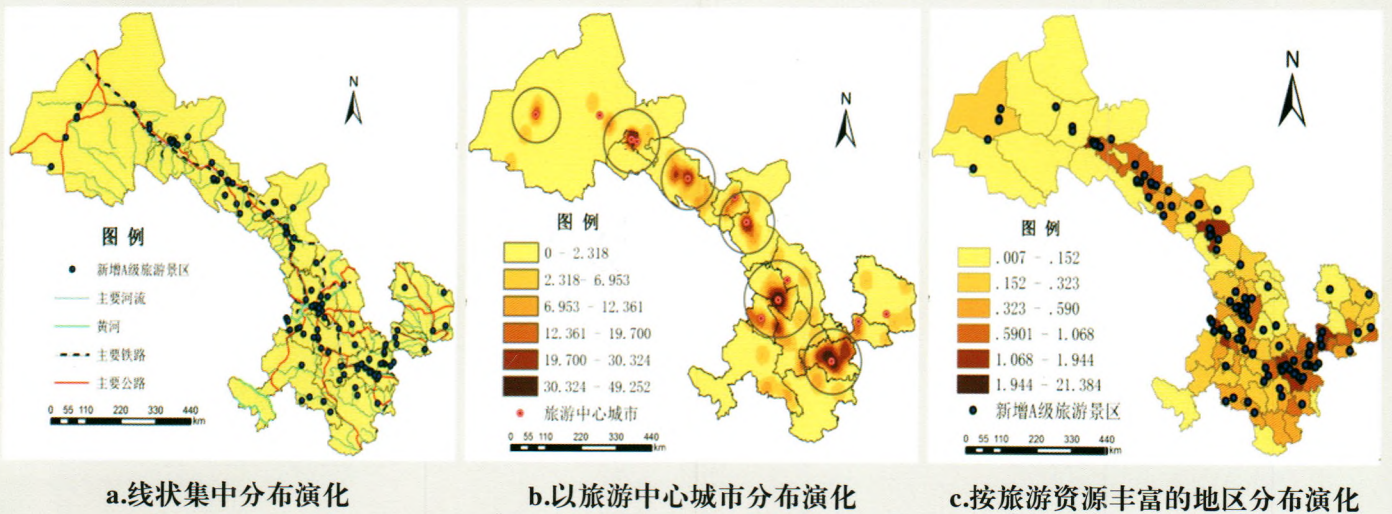 N
图 例
新增A级旅游景区
主要河流
黄河
主要铁路
主要公路
0 55 110 220 330 440
km
a.线状集中分布演化
N
图 例
0 - 2.318
2.318- 6.953
6.953 - 12.361
12.361 - 19.700
19.700 - 30.324
30.324 - 49.252
旅游中心城市
0 55 110 220 330 440
km
b.以旅游中心城市分布演化
N
图 例
.007 - .152
.152 - .323
.323 - .590
.5901 - 1.068
1.068 - 1.944
1.944 - 21.384
新增A级旅游景区
0 55 110 220 330 440
km
c.按旅游资源丰富的地区分布演化